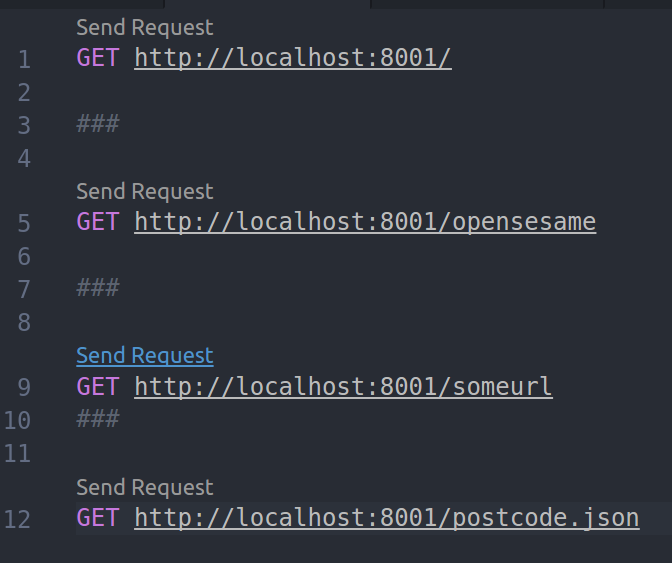 Send Request
1 GET http://localhost:8001/
2
3 ###
4
Send Request
5 GET http://localhost:8001/opensesame
6
7 ###
8
Send Request
9 GET http://localhost:8001/someurl
10 ###
11
Send Request
12 GET http://localhost:8001/postcode.json